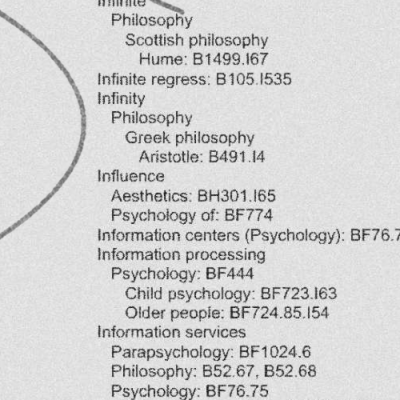 Infinite
Philosophy
Scottish philosophy
Hume: B1499.I67
Infinite regress: B105.I535
Infinity
Philosophy
Greek philosophy
Aristotle: B491.I4
Influence
Aesthetics: BH301.I65
Psychology of: BF774
Information centers (Psychology): BF76.7
Information processing
Psychology: BF444
Child psychology: BF723.I63
Older people: BF724.85.I54
Information services
Parapsychology: BF1024.6
Philosophy: B52.67, B52.68
Psychology: BF76.75